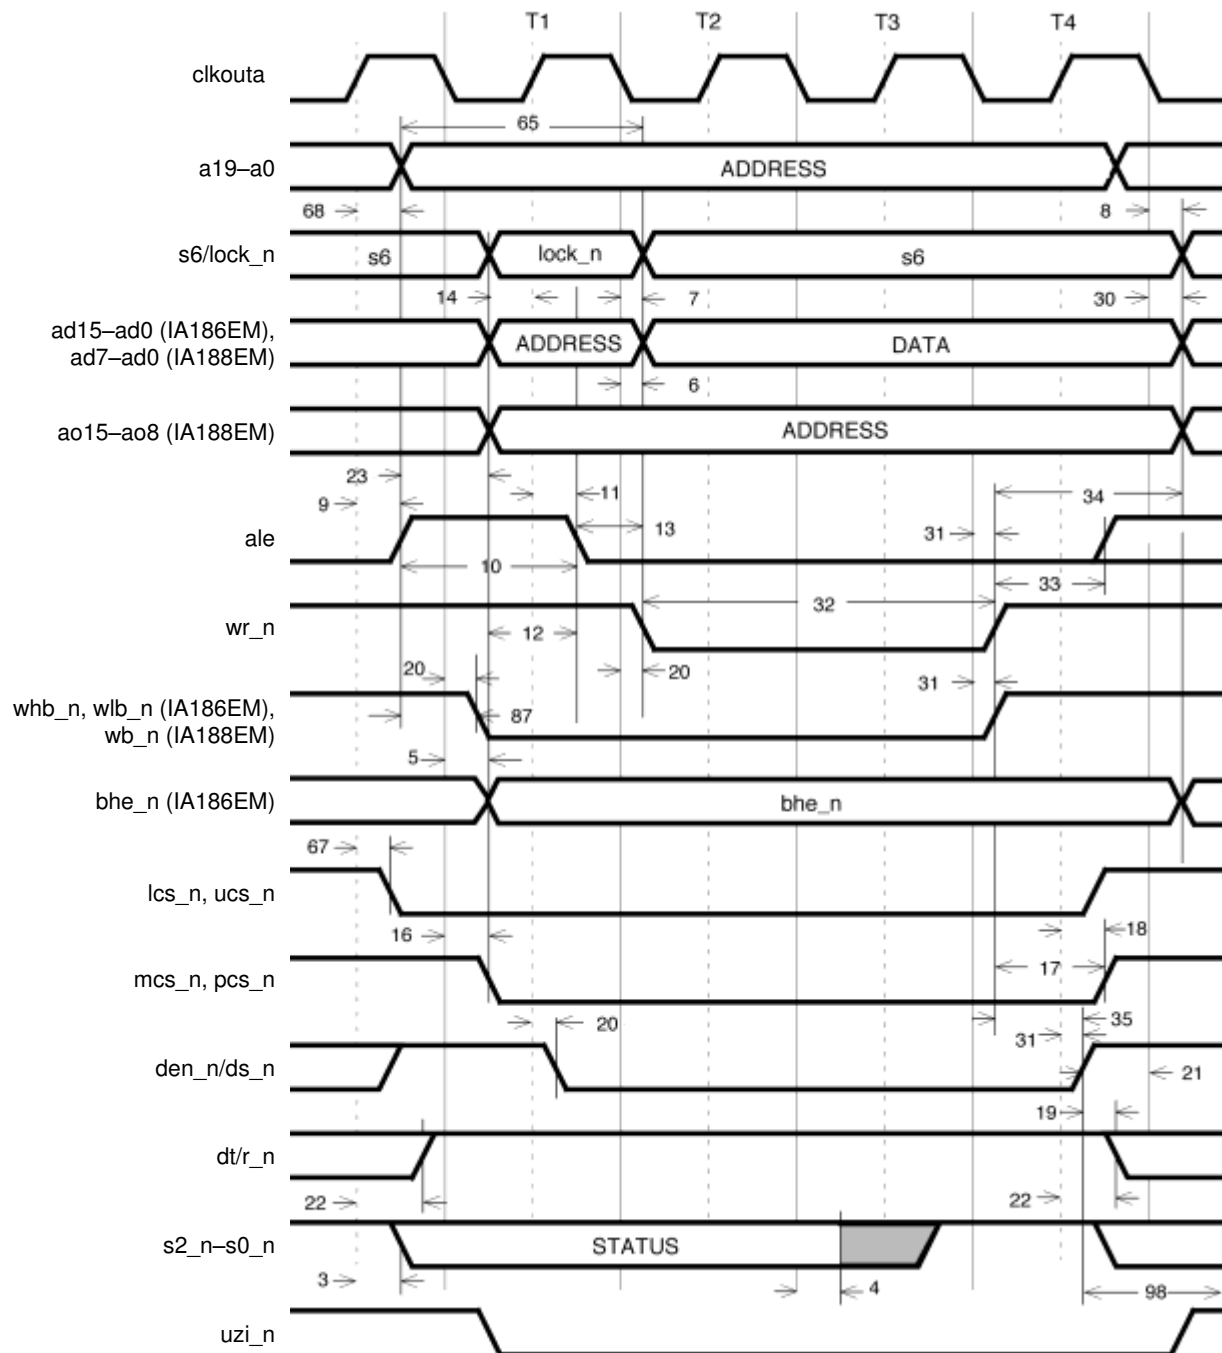 T1 T2 T3 T4
clkouta
65
a19–a0 ADDRESS
68 8
s6/lock_n s6 lock_n s6
14 7 30
ad15–ad0 (IA186EM),
ad7–ad0 (IA188EM) ADDRESS DATA
6
ao15–ao8 (IA188EM) ADDRESS
23
9 11 34
ale 13 31
10 33
32
wr_n 12
20 20 31
whb_n, wlb_n (IA186EM),
wb_n (IA188EM) 87
5
bhe_n (IA186EM) bhe_n
67
lcs_n, ucs_n
16 18
mcs_n, pcs_n 17
20 35
31
den_n/ds_n 21
19
dt/r_n
22 22
s2_n–s0_n STATUS
3 4 98
uzi_n